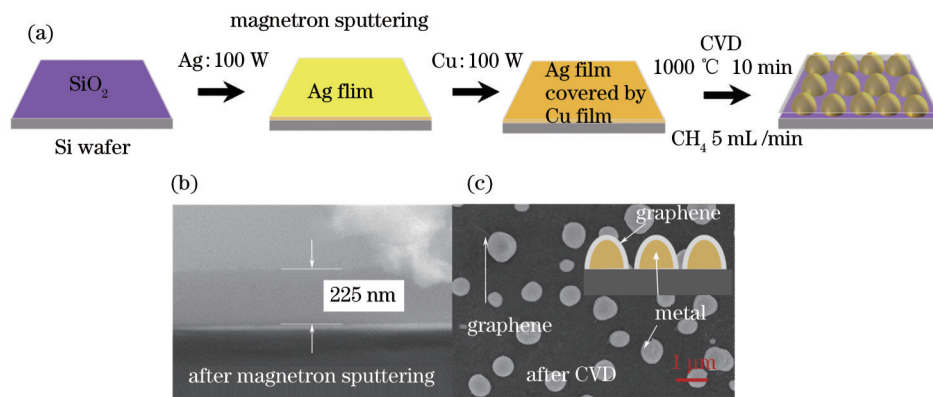 (a)
magnetron sputtering
SiO₂
Si wafer
Ag: 100 W
Ag flim
Cu: 100 W
Ag film
covered by
Cu film
CVD
1000 ℃ 10 min
CH₄ 5 mL /min
(b)
225 nm
after magnetron sputtering
(c)
graphene
graphene
metal
after CVD
1 μm